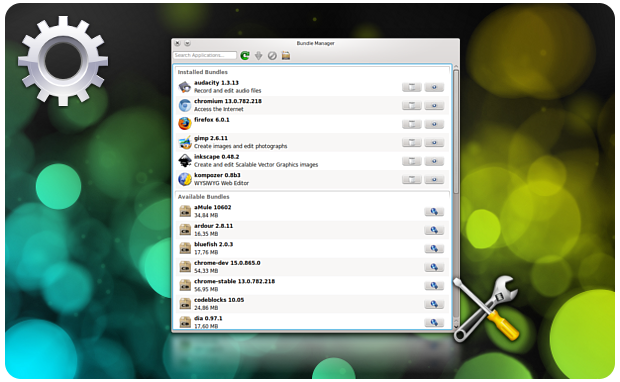 Bundle Manager
Search Applications...
Installed Bundles
audacity 1.3.13
Record and edit audio files
chromium 13.0.782.218
Access the Internet
firefox 6.0.1
gimp 2.6.11
Create images and edit photographs
inkscape 0.48.2
Create and edit Scalable Vector Graphics images
kompozer 0.8b3
WYSIWYG Web Editor
Available Bundles
aMule 10602
34,84 MB
ardour 2.8.11
16,35 MB
bluefish 2.0.3
17,76 MB
chrome-dev 15.0.865.0
54,33 MB
chrome-stable 13.0.782.218
56,95 MB
codeblocks 10.05
24,86 MB
dia 0.97.1
17,60 MB